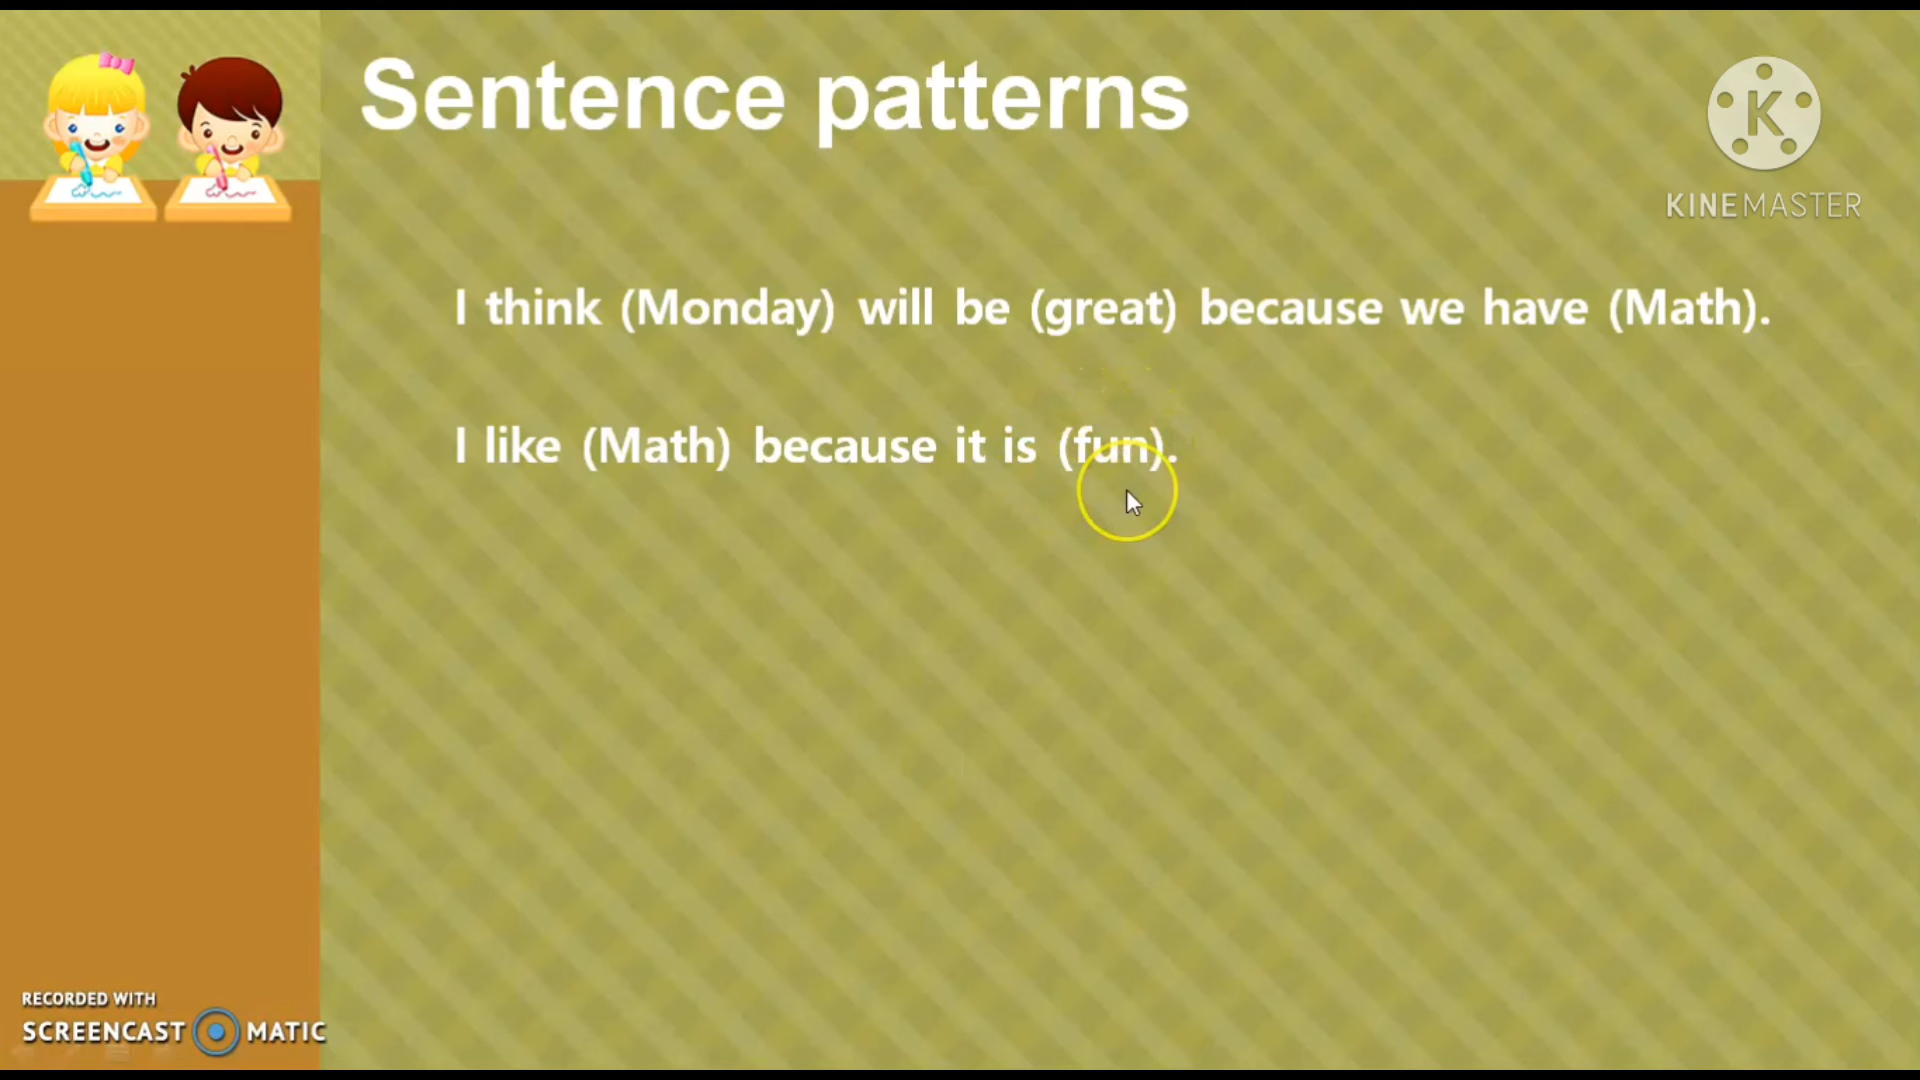 Sentence patterns
K
KINEMASTER
I think (Monday) will be (great) because we have (Math).
I like (Math) because it is (fun).
RECORDED WITH
SCREENCAST MATIC